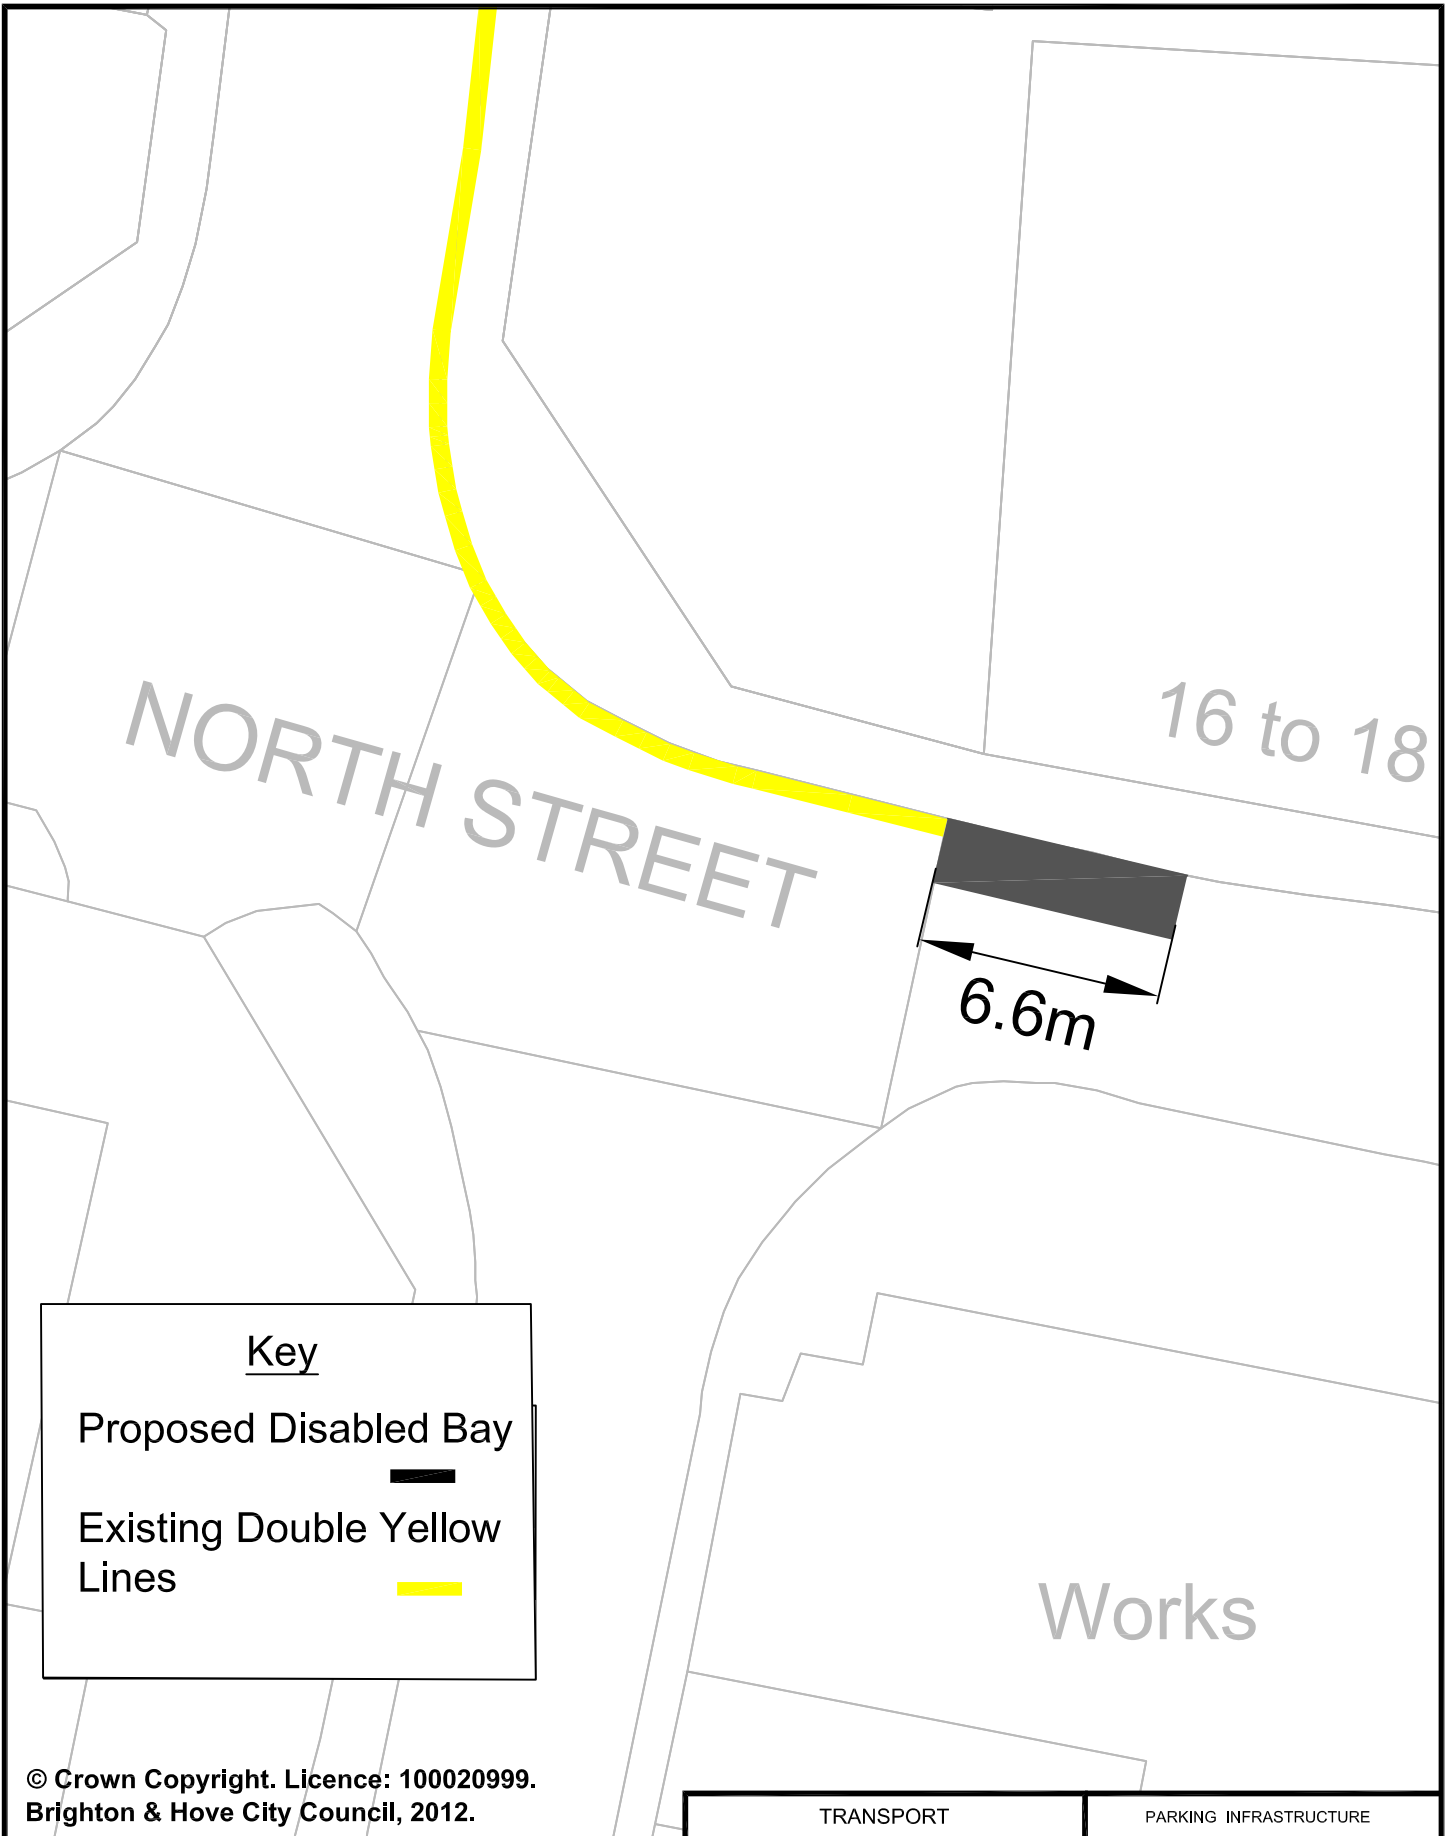 16 to 18
NORTH STREET
6.6m
Key
Proposed Disabled Bay
Existing Double Yellow
Lines
Works
© Crown Copyright. Licence: 100020999.
Brighton & Hove City Council, 2012.
TRANSPORT
PARKING INFRASTRUCTURE